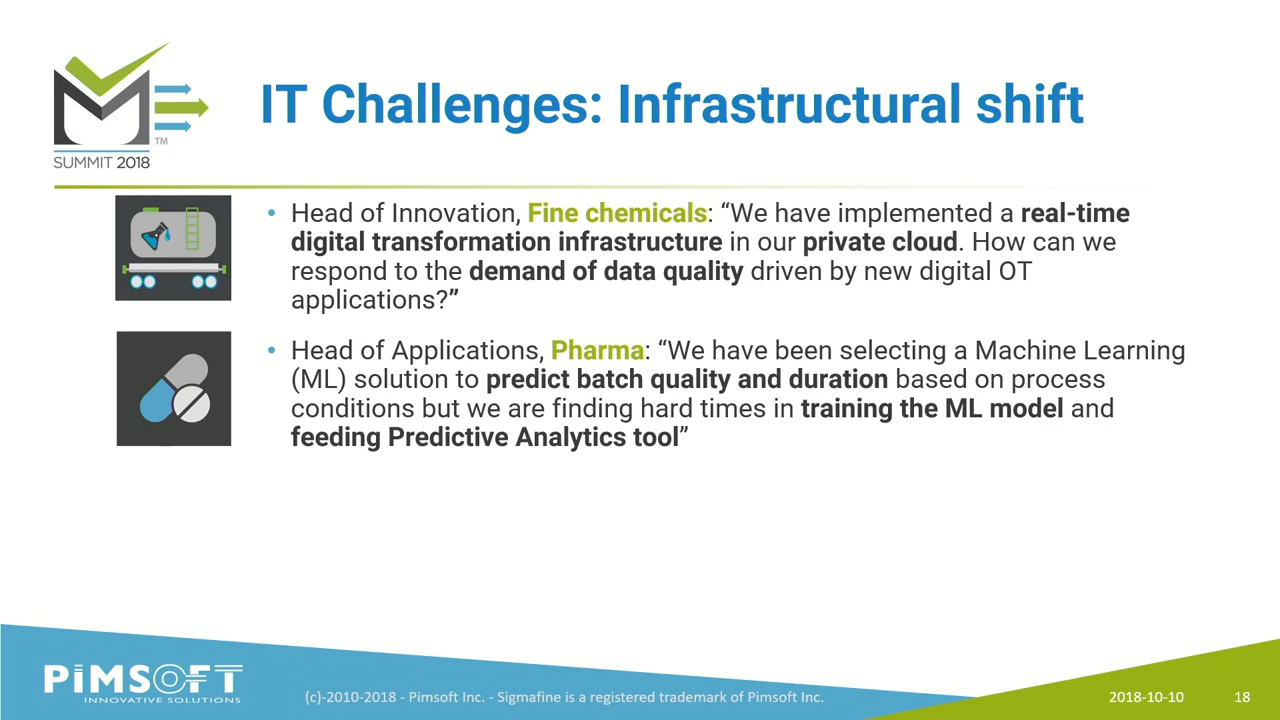 TM
SUMMIT 2018
IT Challenges: Infrastructural shift
• Head of Innovation, Fine chemicals: “We have implemented a real-time
digital transformation infrastructure in our private cloud. How can we
respond to the demand of data quality driven by new digital OT
applications?”
• Head of Applications, Pharma: “We have been selecting a Machine Learning
(ML) solution to predict batch quality and duration based on process
conditions but we are finding hard times in training the ML model and
feeding Predictive Analytics tool”
PiMSOFT
INNOVATIVE SOLUTIONS
(c)-2010-2018 - Pimsoft Inc. - Sigmafine is a registered trademark of Pimsoft Inc.
2018-10-10
18